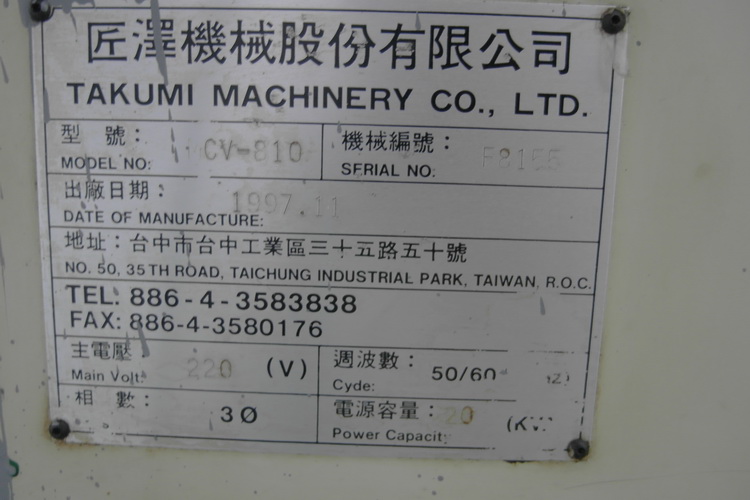 匠澤機械股份有限公司
TAKUMI MACHINERY CO., LTD.
型 號： CV-810 機械編號：
MODEL NO: SERIAL NO:
出廠日期： 1997.11
DATE OF MANUFACTURE:
地址：台中市台中工業區三十五路五十號
NO. 50, 35TH ROAD, TAICHUNG INDUSTRIAL PARK, TAIWAN, R.O.C.
TEL: 886-4-3583838
FAX: 886-4-3580176
主電壓： 220 (V) 週波數： 50/60
Main Volt: Cyde:
相 數： 3Ø 電源容量： 20
Power Capacity: